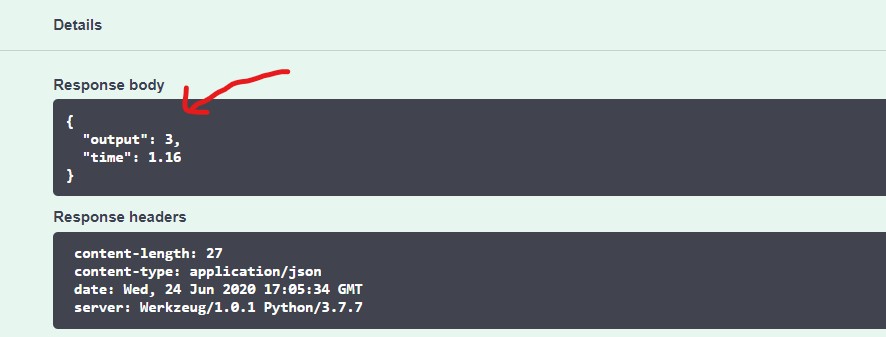 Details
Response body
{
  "output": 3,
  "time": 1.16
}
Response headers
content-length: 27
content-type: application/json
date: Wed, 24 Jun 2020 17:05:34 GMT
server: Werkzeug/1.0.1 Python/3.7.7